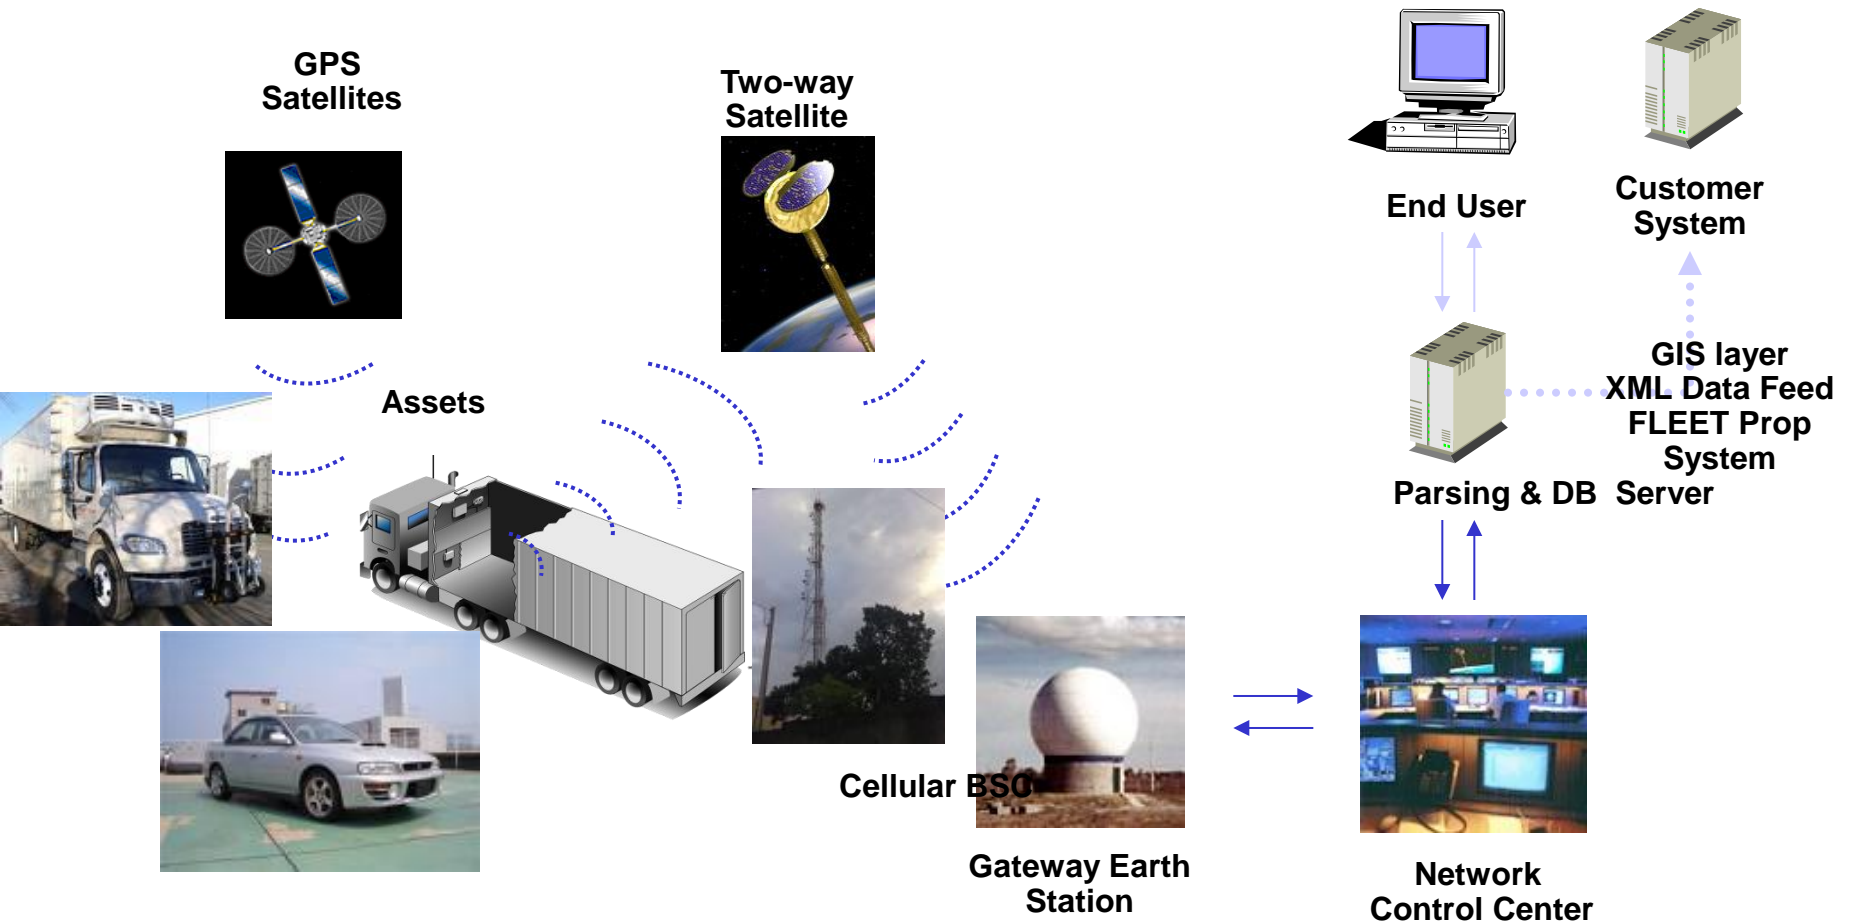 GPS
Satellites
Two-way
Satellite
End User
Customer
System
Assets
GIS layer
XML Data Feed
FLEET Prop
System
Parsing & DB  Server
Cellular BSC
Gateway Earth
Station
Network
Control Center